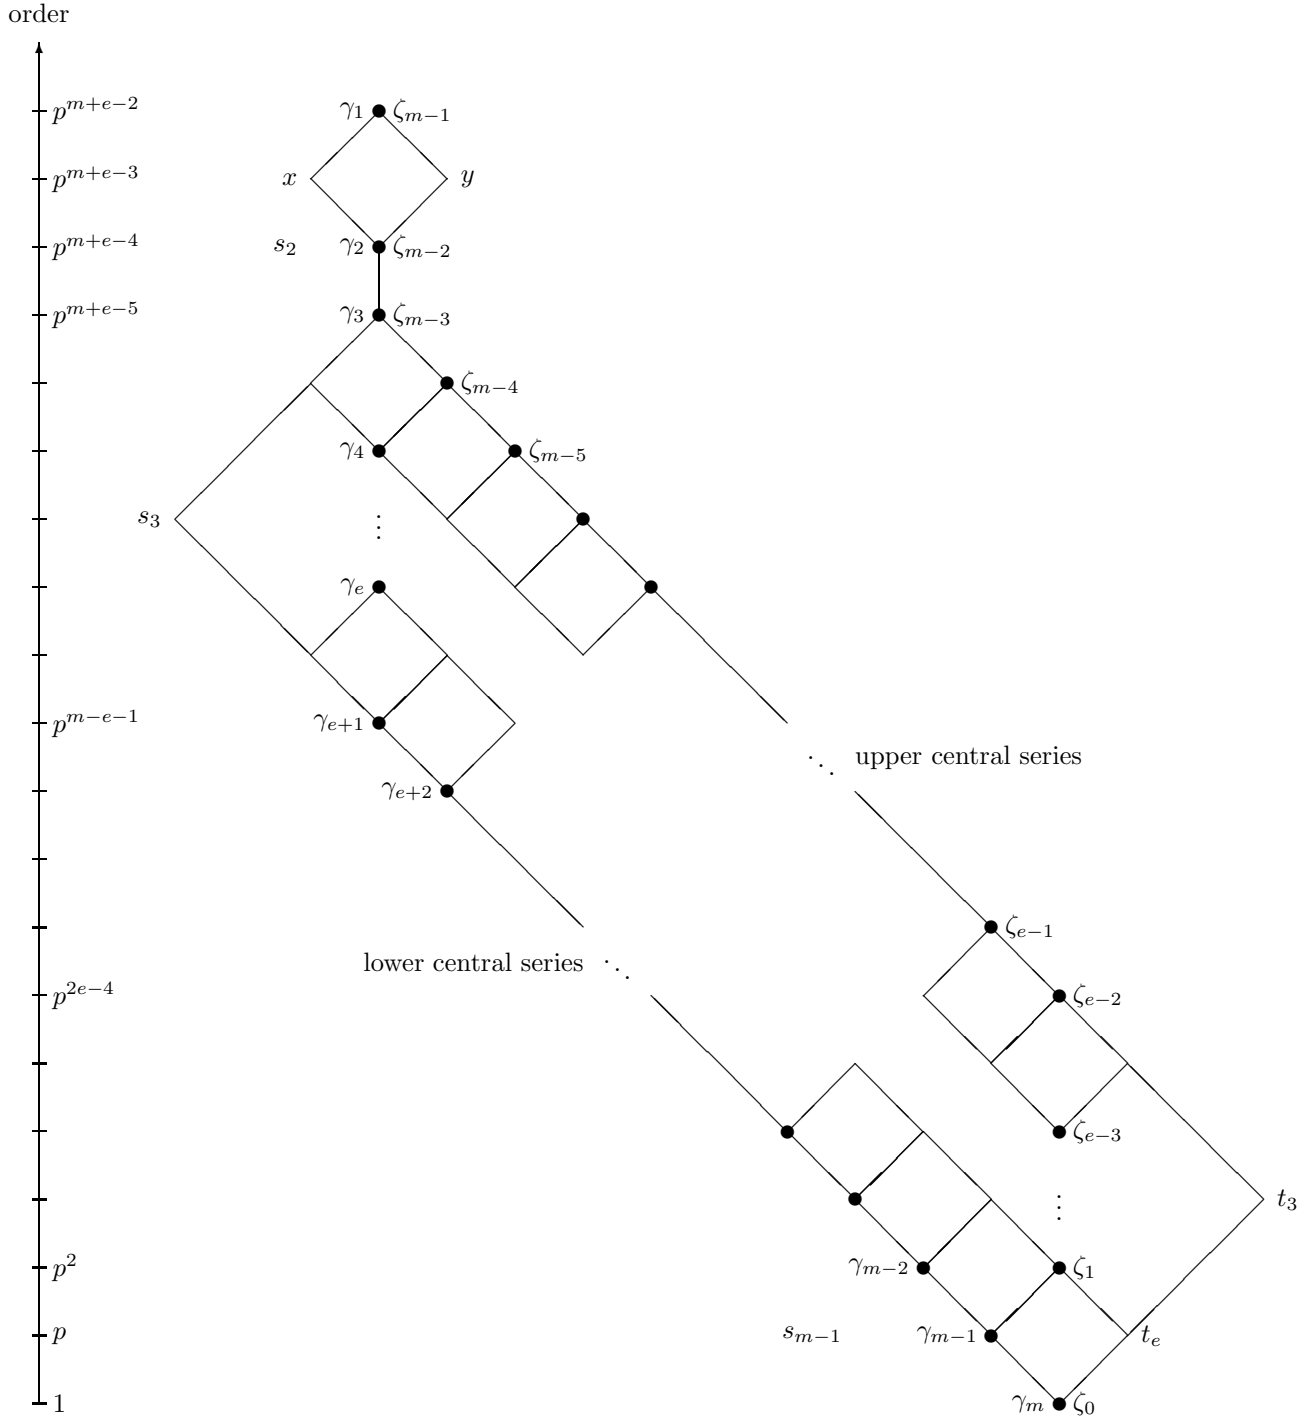 order
p^{m+e-2} γ_1 ζ_{m-1}
p^{m+e-3} x y
p^{m+e-4} s_2 γ_2 ζ_{m-2}
p^{m+e-5} γ_3 ζ_{m-3}
ζ_{m-4}
γ_4 ζ_{m-5}
s_3 ⋮
γ_e
p^{m-e-1} γ_{e+1}
upper central series
γ_{e+2}
ζ_{e-1}
lower central series
p^{2e-4} ζ_{e-2}
ζ_{e-3}
⋮ t_3
p^2 γ_{m-2} ζ_1
p s_{m-1} γ_{m-1} t_e
1 γ_m ζ_0